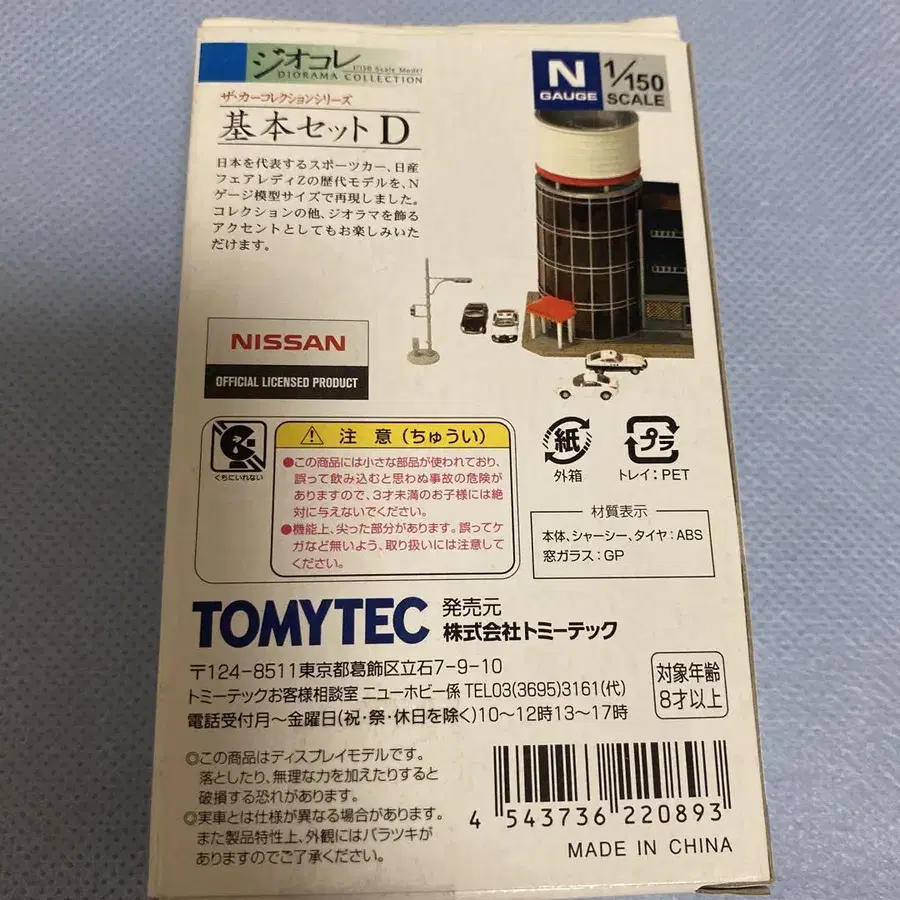 ジオコレ
1:150 Scale Model
DIORAMA COLLECTION
N
GAUGE
1/150
SCALE
ザ・カーコレクションシリーズ
基本セット D
日本を代表するスポーツカー、日産
フェアレディZの歴代モデルを、N
ゲージ模型サイズで再現しました。
コレクションの他、ジオラマを飾る
アクセントとしてもお楽しみいた
だけます。
NISSAN
OFFICIAL LICENSED PRODUCT
くちにいれない
注 意 (ちゅうい)
●この商品には小さな部品が使われており、
誤って飲み込むと思わぬ事故の危険が
ありますので、3才未満のお子様には絶
対に与えないでください。
●機能上、尖った部分があります。誤ってケ
ガなど無いよう、取り扱いには注意して
ください。
紙
外箱
プラ
トレイ:PET
材質表示
本体、シャーシー、タイヤ:ABS
窓ガラス:GP
TOMYTEC
発売元
株式会社トミーテック
〒124-8511東京都葛飾区立石7-9-10
トミーテックお客様相談室 ニューホビー係 TEL03(3695)3161(代)
電話受付月〜金曜日(祝・祭・休日を除く)10〜12時13〜17時
対象年齢
8才以上
◎この商品はディスプレイモデルです。
落としたり、無理な力を加えたりすると
破損する恐れがあります。
◎実車とは仕様が異なる場合があります。
また製品特性上、外観にはバラツキが
ありますのでご了承ください。
4 543736 220893
MADE IN CHINA